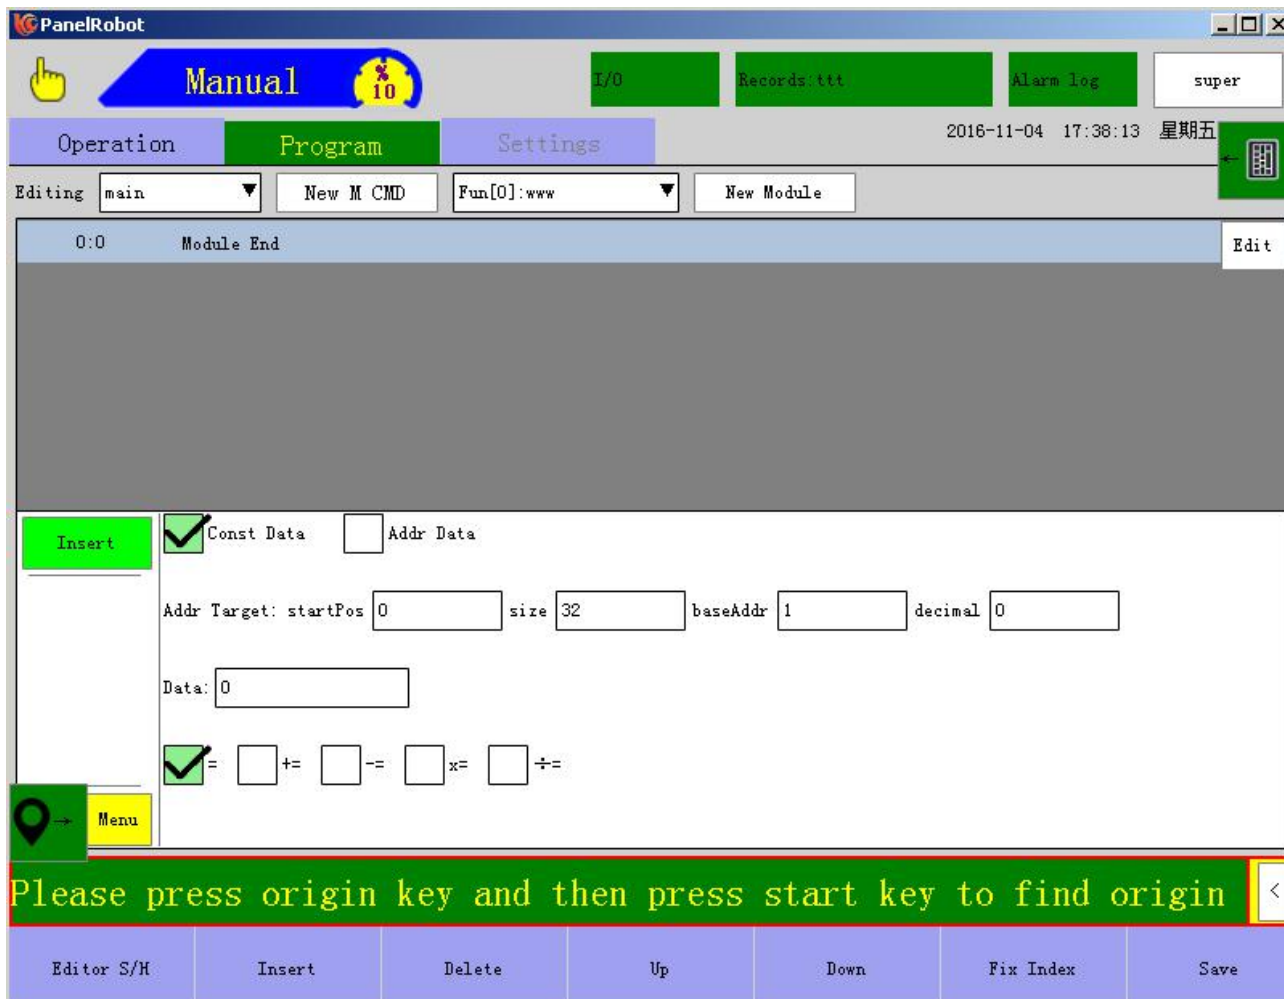 PanelRobot
Manual
%
10
I/O
Records:ttt
Alarm log
super
Operation
Program
Settings
2016-11-04 17:38:13 星期五
Editing main
New M CMD
Fun[0]:www
New Module
0:0 Module End
Edit
Insert
Const Data
Addr Data
Addr Target: startPos 0 size 32 baseAddr 1 decimal 0
Data: 0
= += -= x= ÷=
Menu
Please press origin key and then press start key to find origin
<
Editor S/H Insert Delete Up Down Fix Index Save